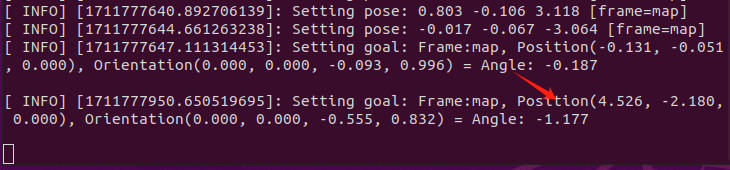 [ INFO] [1711777640.892706139]: Setting pose: 0.803 -0.106 3.118 [frame=map]
[ INFO] [1711777644.661263238]: Setting pose: -0.017 -0.067 -3.064 [frame=map]
[ INFO] [1711777647.111314453]: Setting goal: Frame:map, Position(-0.131, -0.051
, 0.000), Orientation(0.000, 0.000, -0.093, 0.996) = Angle: -0.187
[ INFO] [1711777950.650519695]: Setting goal: Frame:map, Position(4.526, -2.180,
 0.000), Orientation(0.000, 0.000, -0.555, 0.832) = Angle: -1.177